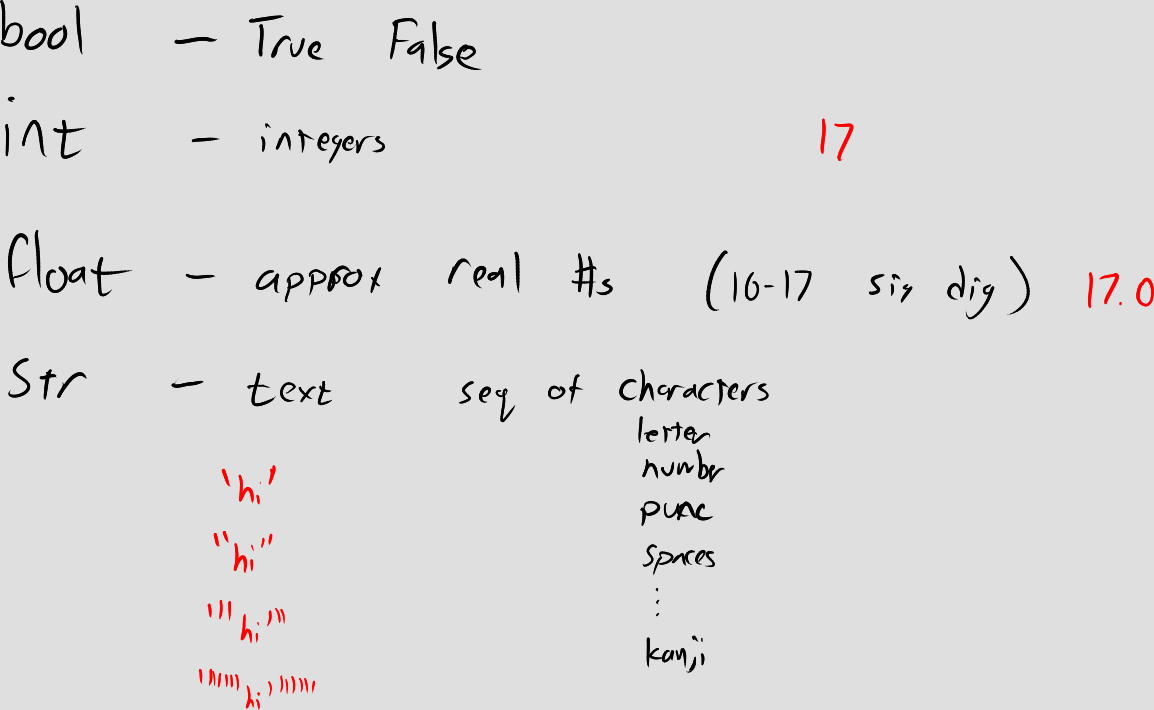 bool - True False
int - integers 17
float - approx real #s (16-17 sig dig) 17.0
Str - text seq of characters
letter
number
'hi'
punc
"hi"
spaces
⋮
'''hi'''
kanji
"""hi"""